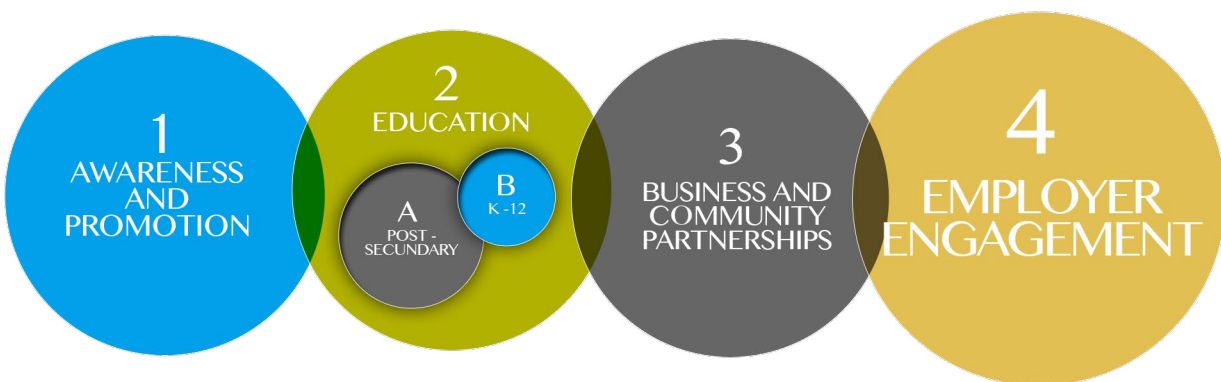 1
AWARENESS
AND
PROMOTION
2
EDUCATION
A
POST -
SECUNDARY
B
K -12
3
BUSINESS AND
COMMUNITY
PARTNERSHIPS
4
EMPLOYER
ENGAGEMENT